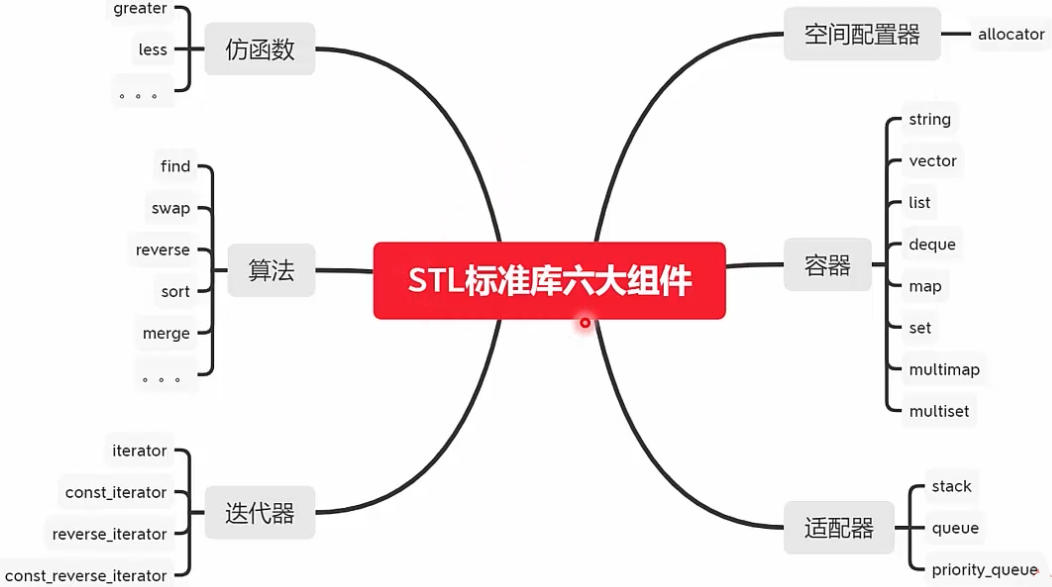 STL标准库六大组件
仿函数
greater
less
。。。
算法
find
swap
reverse
sort
merge
。。。
迭代器
iterator
const_iterator
reverse_iterator
const_reverse_iterator
空间配置器
allocator
容器
string
vector
list
deque
map
set
multimap
multiset
适配器
stack
queue
priority_queue